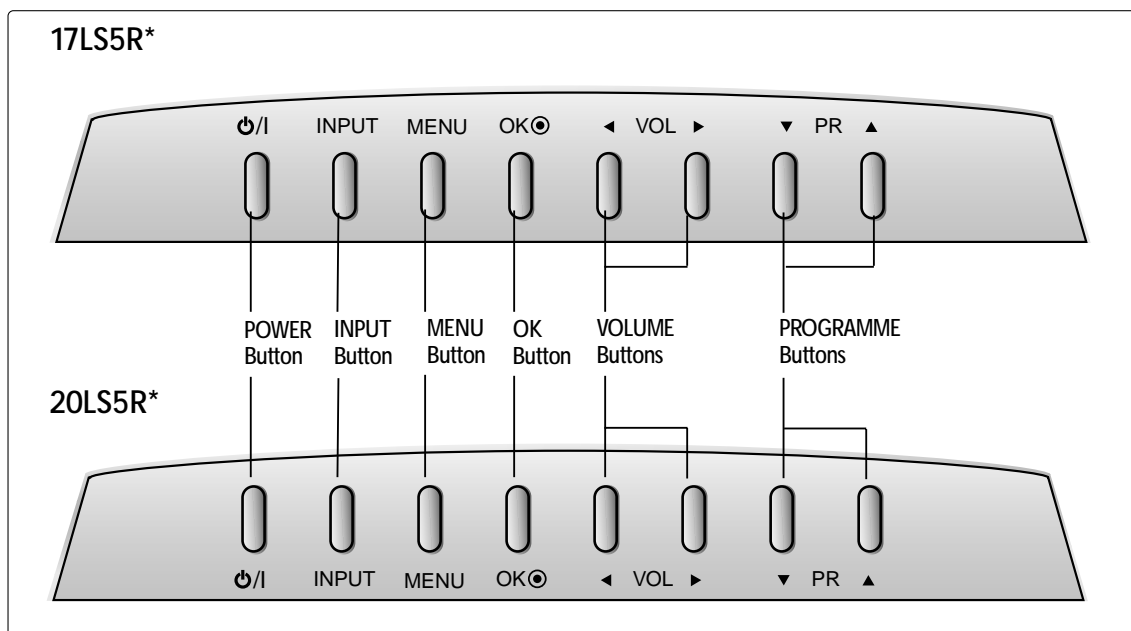 17LS5R*
⏻/I INPUT MENU OK⦿ ◄ VOL ► ▼ PR ▲
POWER INPUT MENU OK VOLUME PROGRAMME
Button Button Button Button Buttons Buttons
20LS5R*
⏻/I INPUT MENU OK⦿ ◄ VOL ► ▼ PR ▲